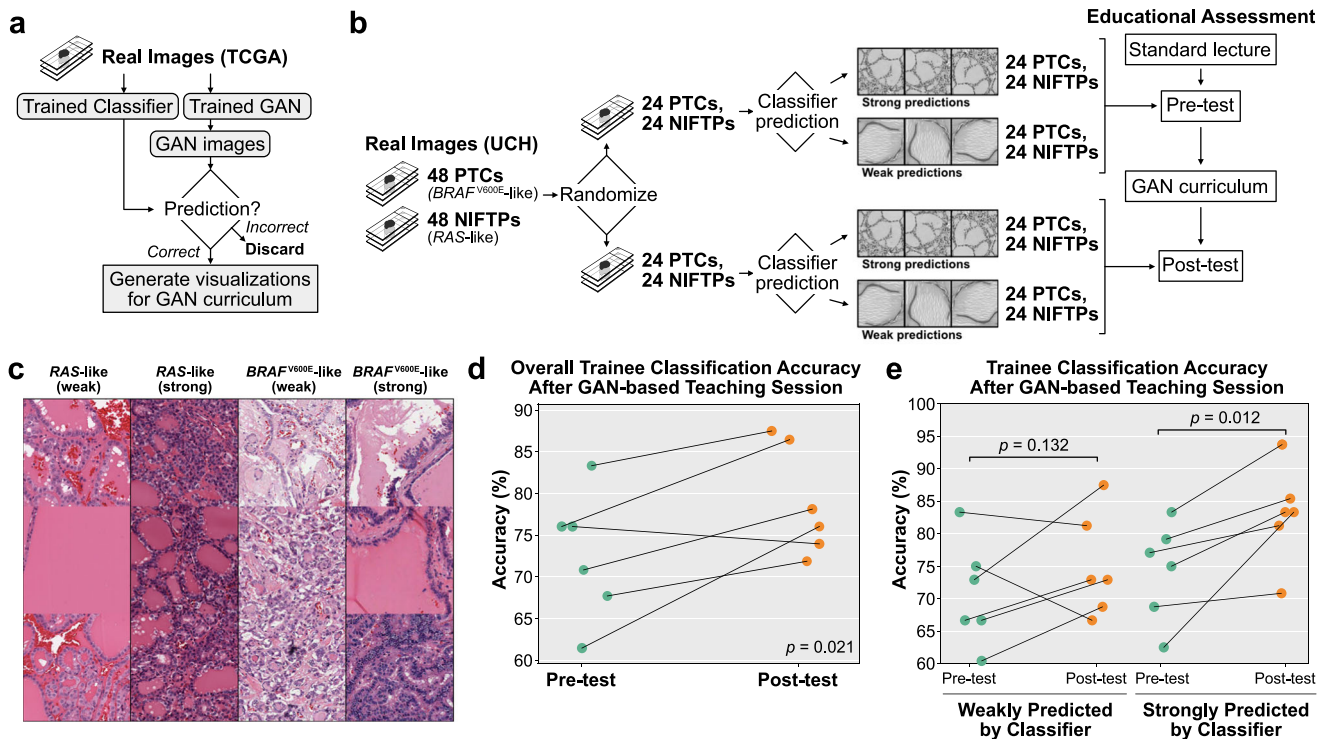 a
Real Images (TCGA)
Trained Classifier
Trained GAN
GAN images
Prediction?
Incorrect
Correct
Discard
Generate visualizations
for GAN curriculum
b
Real Images (UCH)
48 PTCs
(BRAF V600E-like)
48 NIFTPs
(RAS-like)
Randomize
24 PTCs,
24 NIFTPs
Classifier
prediction
Strong predictions
24 PTCs,
24 NIFTPs
Weak predictions
24 PTCs,
24 NIFTPs
24 PTCs,
24 NIFTPs
Classifier
prediction
Strong predictions
24 PTCs,
24 NIFTPs
Weak predictions
24 PTCs,
24 NIFTPs
Educational Assessment
Standard lecture
Pre-test
GAN curriculum
Post-test
c
RAS-like
(weak)
RAS-like
(strong)
BRAFV600E-like
(weak)
BRAFV600E-like
(strong)
d
Overall Trainee Classification Accuracy
After GAN-based Teaching Session
Accuracy (%)
90
85
80
75
70
65
60
p = 0.021
Pre-test
Post-test
e
Trainee Classification Accuracy
After GAN-based Teaching Session
Accuracy (%)
100
95
90
85
80
75
70
65
60
p = 0.132
p = 0.012
Pre-test
Post-test
Pre-test
Post-test
Weakly Predicted
by Classifier
Strongly Predicted
by Classifier